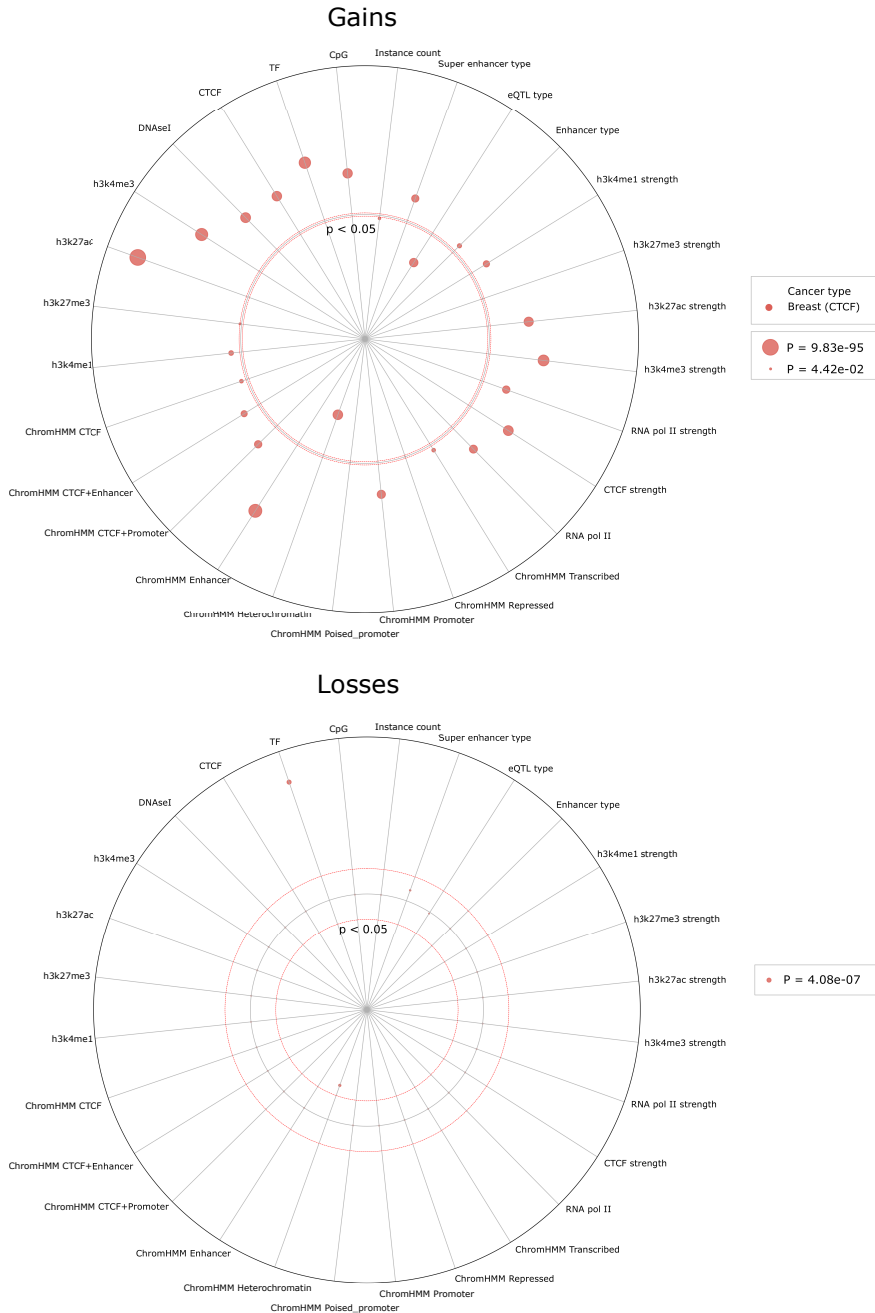 Gains
CpG
Instance count
TF
Super enhancer type
CTCF
eQTL type
DNAseI
Enhancer type
h3k4me3
h3k4me1 strength
h3k27ac
h3k27me3 strength
p < 0.05
h3k27me3
h3k27ac strength
h3k4me1
h3k4me3 strength
ChromHMM CTCF
RNA pol II strength
ChromHMM CTCF+Enhancer
CTCF strength
ChromHMM CTCF+Promoter
RNA pol II
ChromHMM Enhancer
ChromHMM Transcribed
ChromHMM Heterochromatin
ChromHMM Repressed
ChromHMM Poised_promoter
ChromHMM Promoter
Cancer type
Breast (CTCF)
P = 9.83e-95
P = 4.42e-02
Losses
CpG
Instance count
TF
Super enhancer type
CTCF
eQTL type
DNAseI
Enhancer type
h3k4me3
h3k4me1 strength
h3k27ac
h3k27me3 strength
p < 0.05
h3k27me3
h3k27ac strength
h3k4me1
h3k4me3 strength
ChromHMM CTCF
RNA pol II strength
ChromHMM CTCF+Enhancer
CTCF strength
ChromHMM CTCF+Promoter
RNA pol II
ChromHMM Enhancer
ChromHMM Transcribed
ChromHMM Heterochromatin
ChromHMM Repressed
ChromHMM Poised_promoter
ChromHMM Promoter
P = 4.08e-07